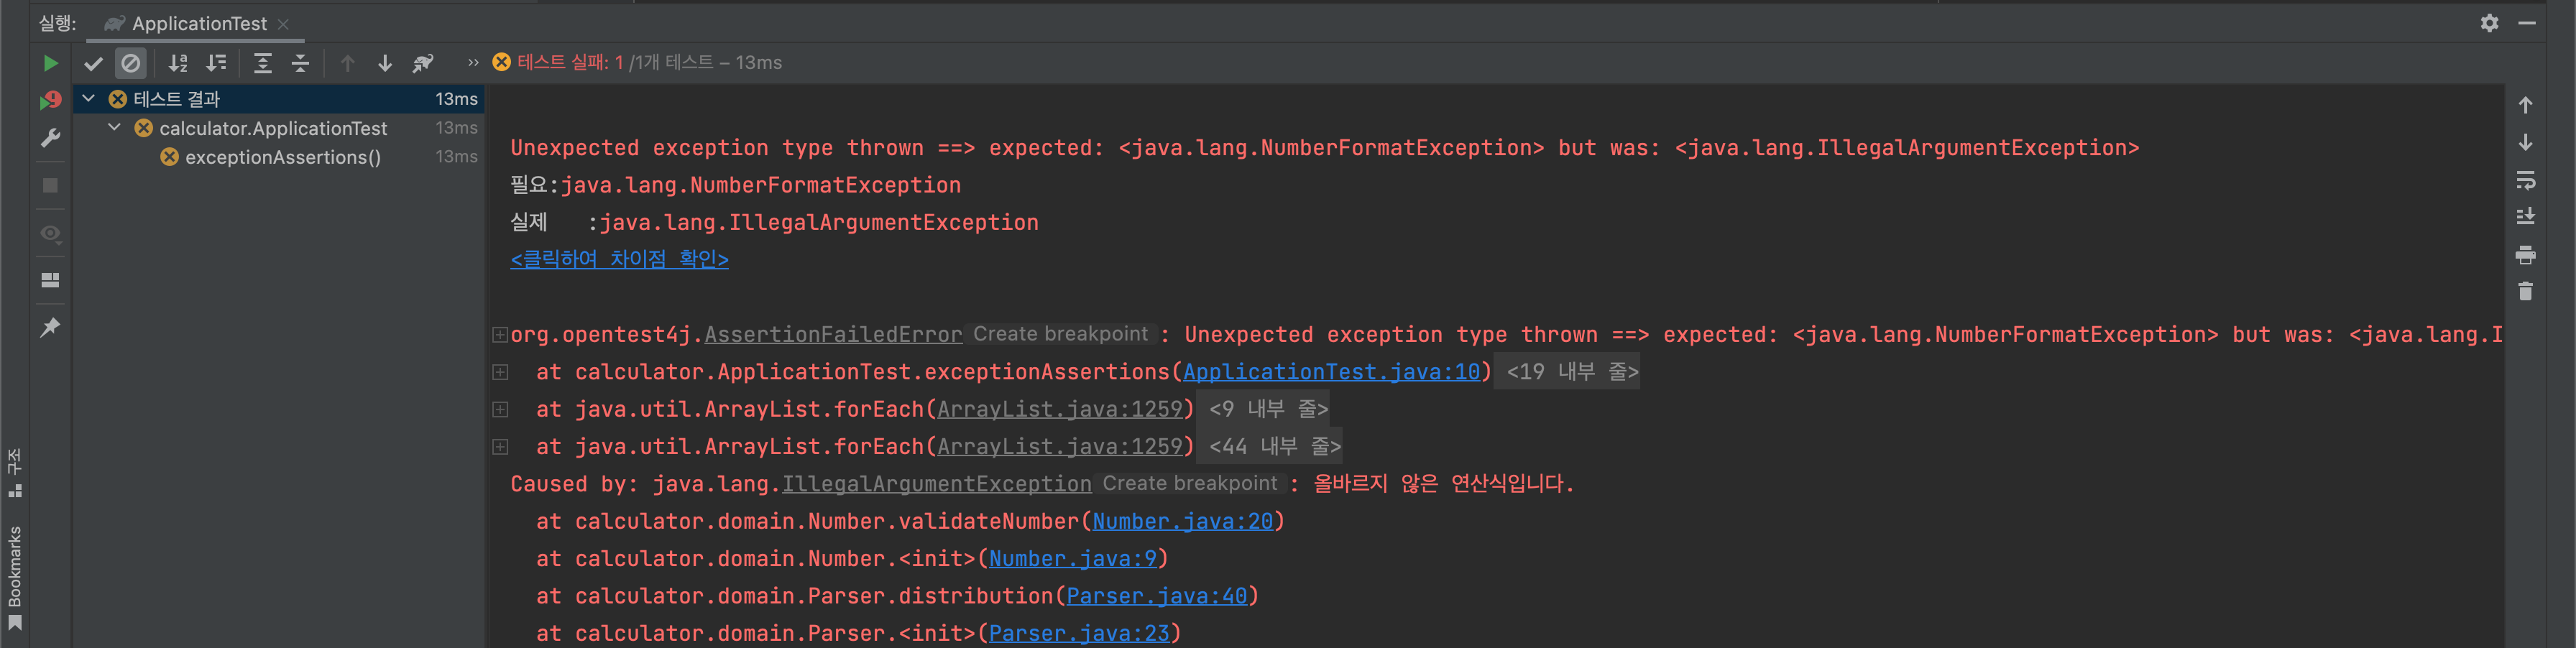 실행: ApplicationTest
테스트 실패: 1 /1개 테스트 – 13ms
테스트 결과 13ms
calculator.ApplicationTest 13ms
exceptionAssertions() 13ms
Unexpected exception type thrown ==> expected: <java.lang.NumberFormatException> but was: <java.lang.IllegalArgumentException>
필요:java.lang.NumberFormatException
실제 :java.lang.IllegalArgumentException
<클릭하여 차이점 확인>
org.opentest4j.AssertionFailedError Create breakpoint : Unexpected exception type thrown ==> expected: <java.lang.NumberFormatException> but was: <java.lang.I
at calculator.ApplicationTest.exceptionAssertions(ApplicationTest.java:10) <19 내부 줄>
at java.util.ArrayList.forEach(ArrayList.java:1259) <9 내부 줄>
at java.util.ArrayList.forEach(ArrayList.java:1259) <44 내부 줄>
Caused by: java.lang.IllegalArgumentException Create breakpoint : 올바르지 않은 연산식입니다.
at calculator.domain.Number.validateNumber(Number.java:20)
at calculator.domain.Number.<init>(Number.java:9)
at calculator.domain.Parser.distribution(Parser.java:40)
at calculator.domain.Parser.<init>(Parser.java:23)
구조
Bookmarks